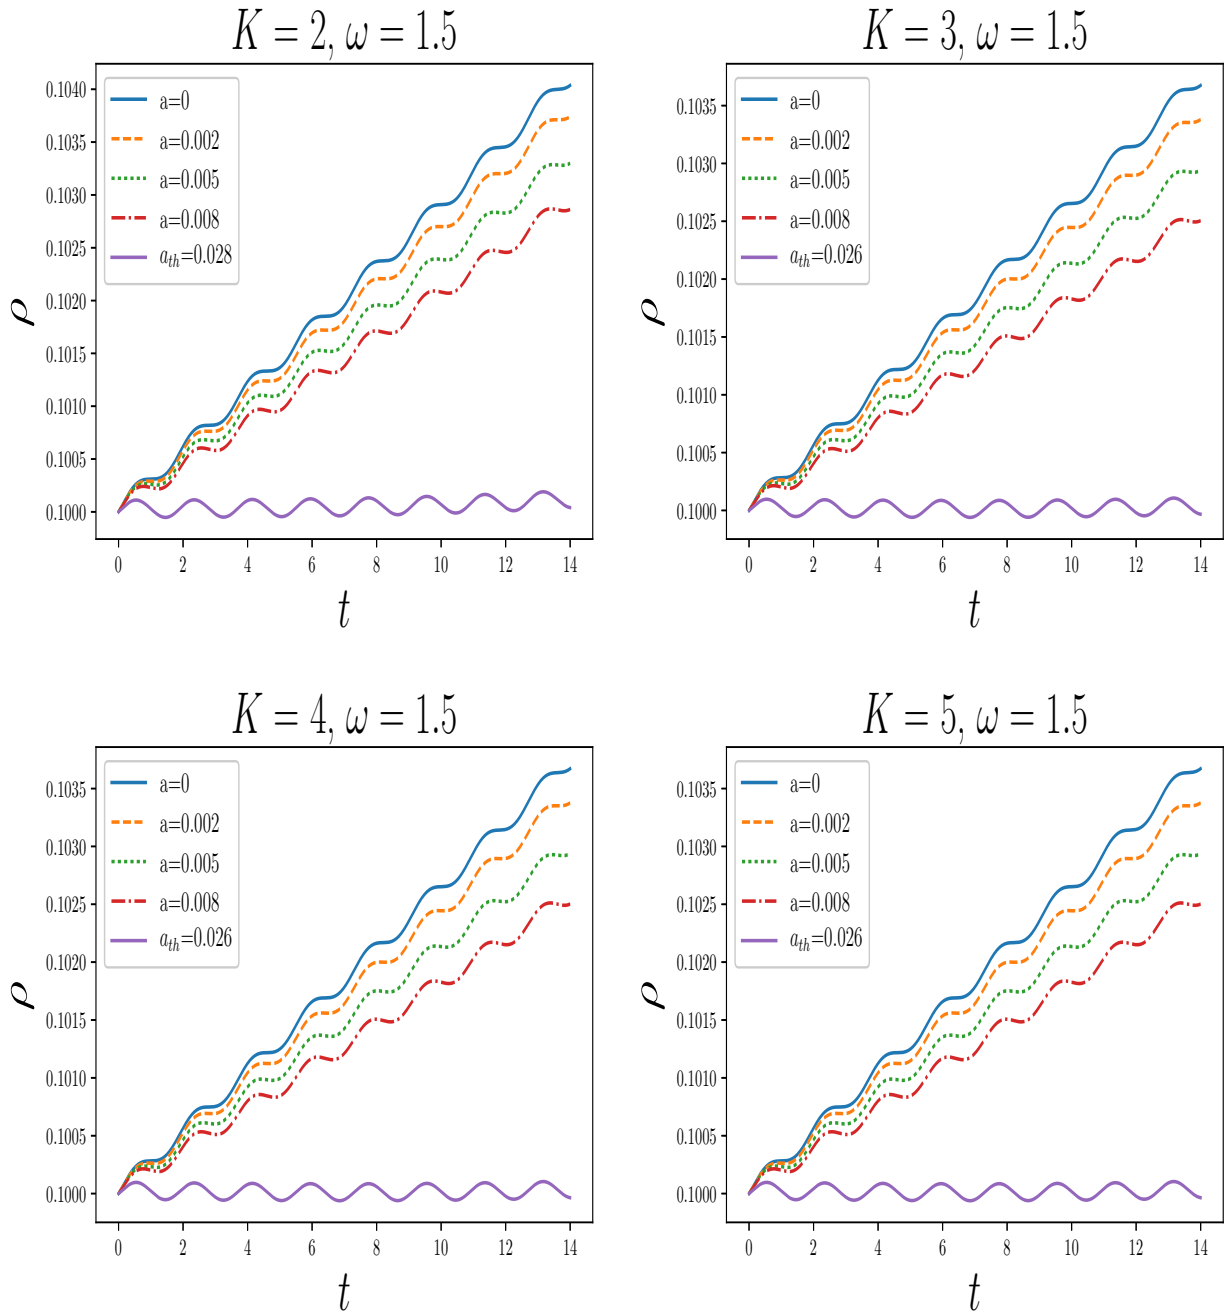 K = 2, ω = 1.5
0.1040
0.1035
0.1030
0.1025
0.1020
0.1015
0.1010
0.1005
0.1000
ρ
a=0
a=0.002
a=0.005
a=0.008
a_th=0.028
0 2 4 6 8 10 12 14
t
K = 3, ω = 1.5
0.1035
0.1030
0.1025
0.1020
0.1015
0.1010
0.1005
0.1000
ρ
a=0
a=0.002
a=0.005
a=0.008
a_th=0.026
0 2 4 6 8 10 12 14
t
K = 4, ω = 1.5
0.1035
0.1030
0.1025
0.1020
0.1015
0.1010
0.1005
0.1000
ρ
a=0
a=0.002
a=0.005
a=0.008
a_th=0.026
0 2 4 6 8 10 12 14
t
K = 5, ω = 1.5
0.1035
0.1030
0.1025
0.1020
0.1015
0.1010
0.1005
0.1000
ρ
a=0
a=0.002
a=0.005
a=0.008
a_th=0.026
0 2 4 6 8 10 12 14
t